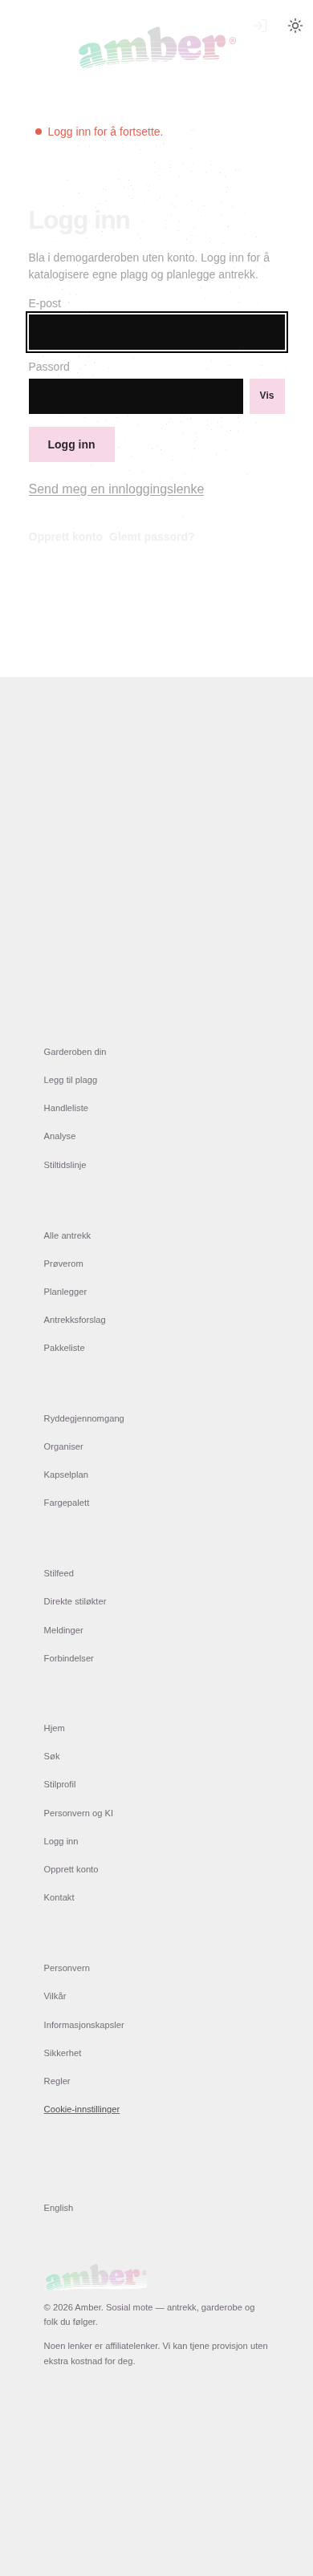 amber®
Logg inn for å fortsette.
Logg inn
Bla i demogarderoben uten konto. Logg inn for å
katalogisere egne plagg og planlegge antrekk.
E-post
Passord
Vis
Logg inn
Send meg en innloggingslenke
Opprett konto Glemt passord?
Garderoben din
Legg til plagg
Handleliste
Analyse
Stiltidslinje
Alle antrekk
Prøverom
Planlegger
Antrekksforslag
Pakkeliste
Ryddegjennomgang
Organiser
Kapselplan
Fargepalett
Stilfeed
Direkte stiløkter
Meldinger
Forbindelser
Hjem
Søk
Stilprofil
Personvern og KI
Logg inn
Opprett konto
Kontakt
Personvern
Vilkår
Informasjonskapsler
Sikkerhet
Regler
Cookie-innstillinger
English
amber
© 2026 Amber. Sosial mote — antrekk, garderobe og
folk du følger.
Noen lenker er affiliatelenker. Vi kan tjene provisjon uten
ekstra kostnad for deg.